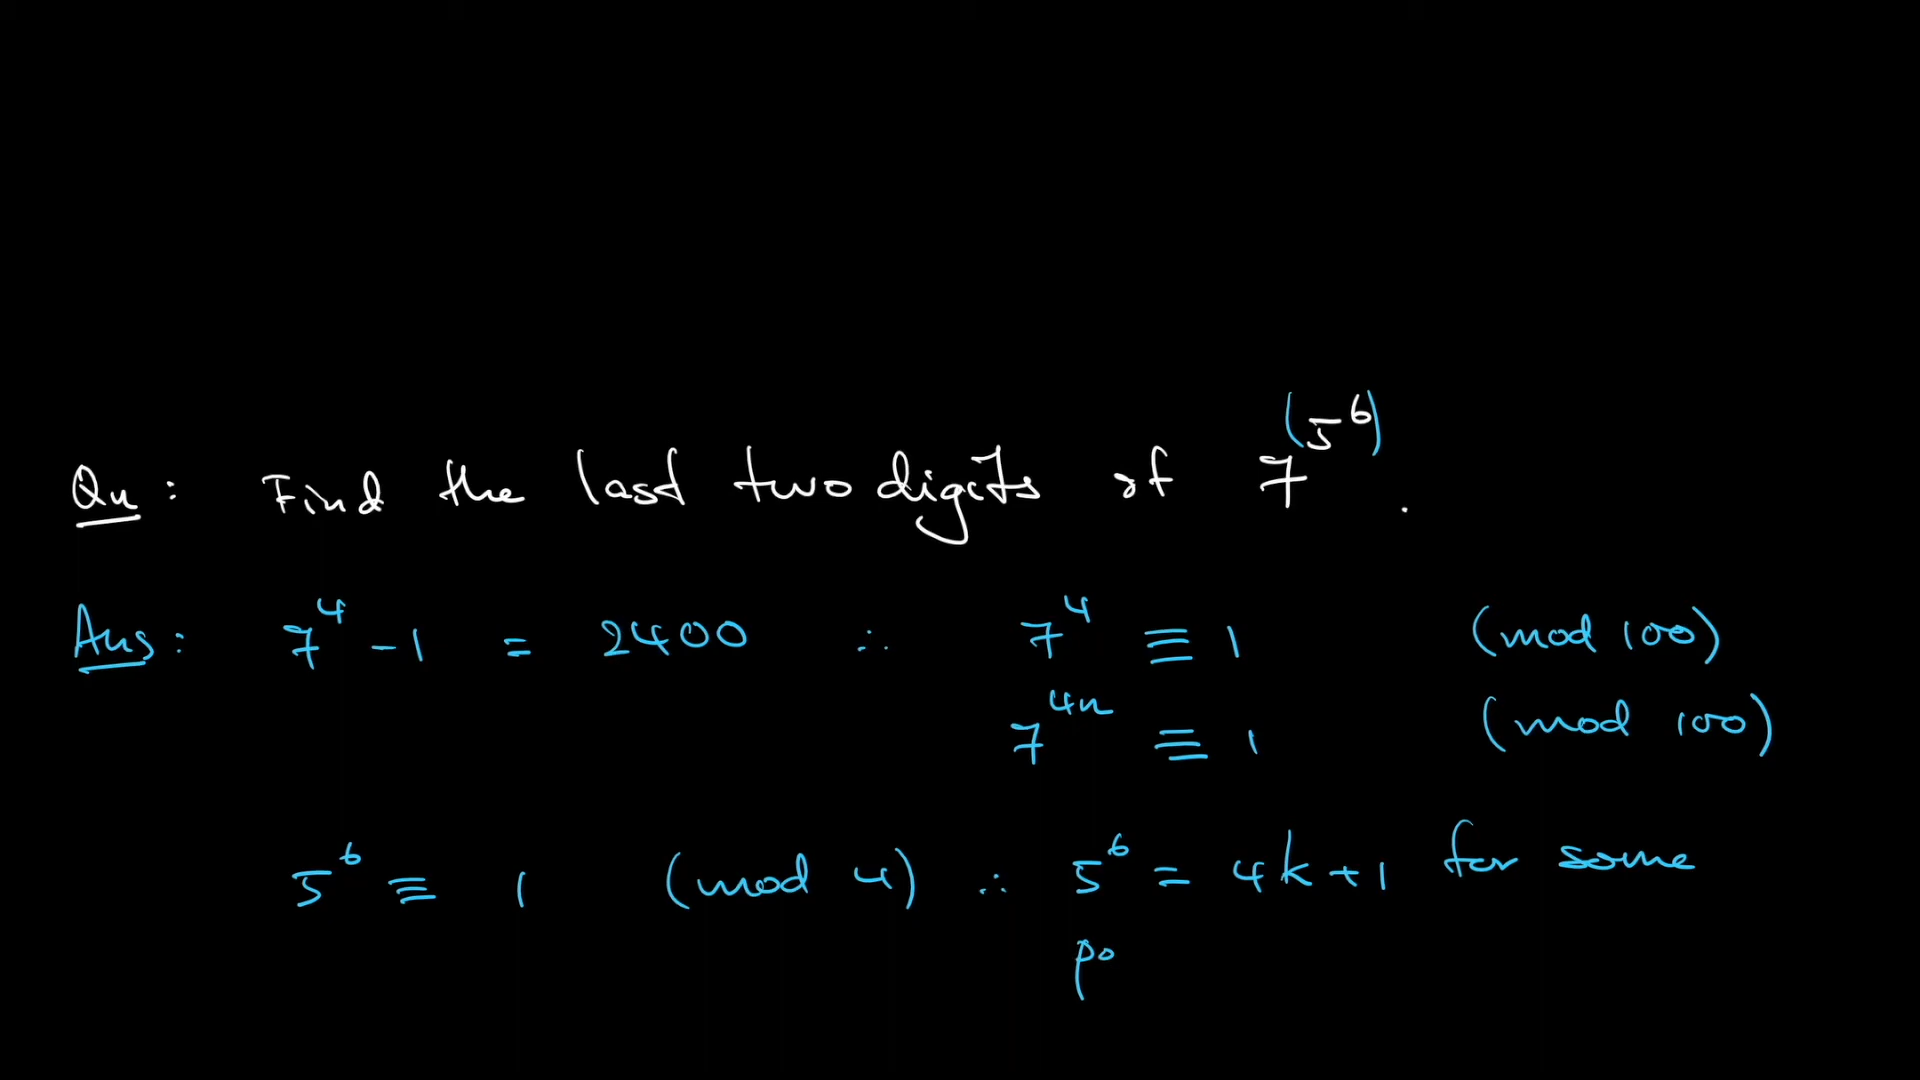 Qu: Find the last two digits of 7^(5^6).
Ans: 7^4 - 1 = 2400 ∴ 7^4 ≡ 1 (mod 100)
7^4n ≡ 1 (mod 100)
5^6 ≡ 1 (mod 4) ∴ 5^6 = 4k+1 for some
po